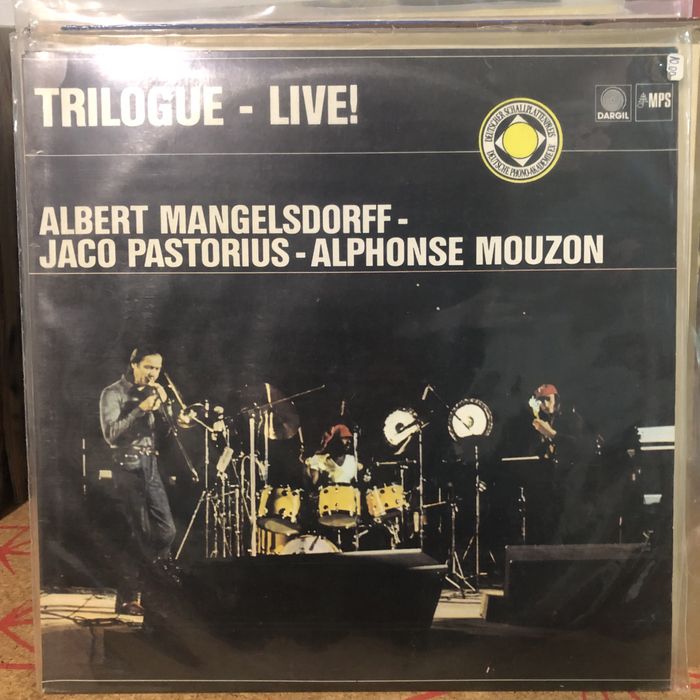 TRILOGUE - LIVE!
DEUTSCHER SCHALLPLATTENPREIS
DEUTSCHE PHONO-AKADEMIE E.V.
DARGIL
MPS
ALBERT MANGELSDORFF -
JACO PASTORIUS - ALPHONSE MOUZON